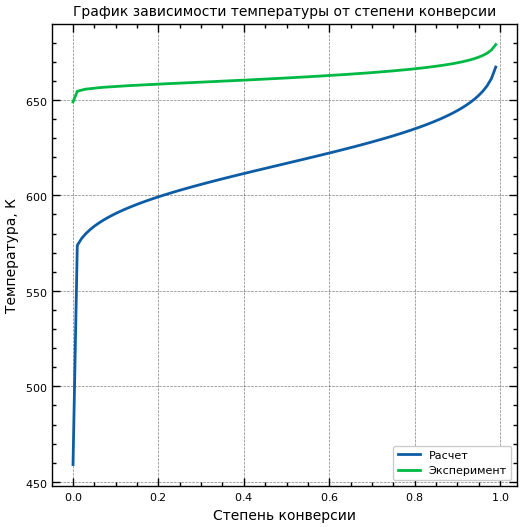 График зависимости температуры от степени конверсии
Температура, К
650
600
550
500
450
0.0 0.2 0.4 0.6 0.8 1.0
Степень конверсии
Расчет
Эксперимент